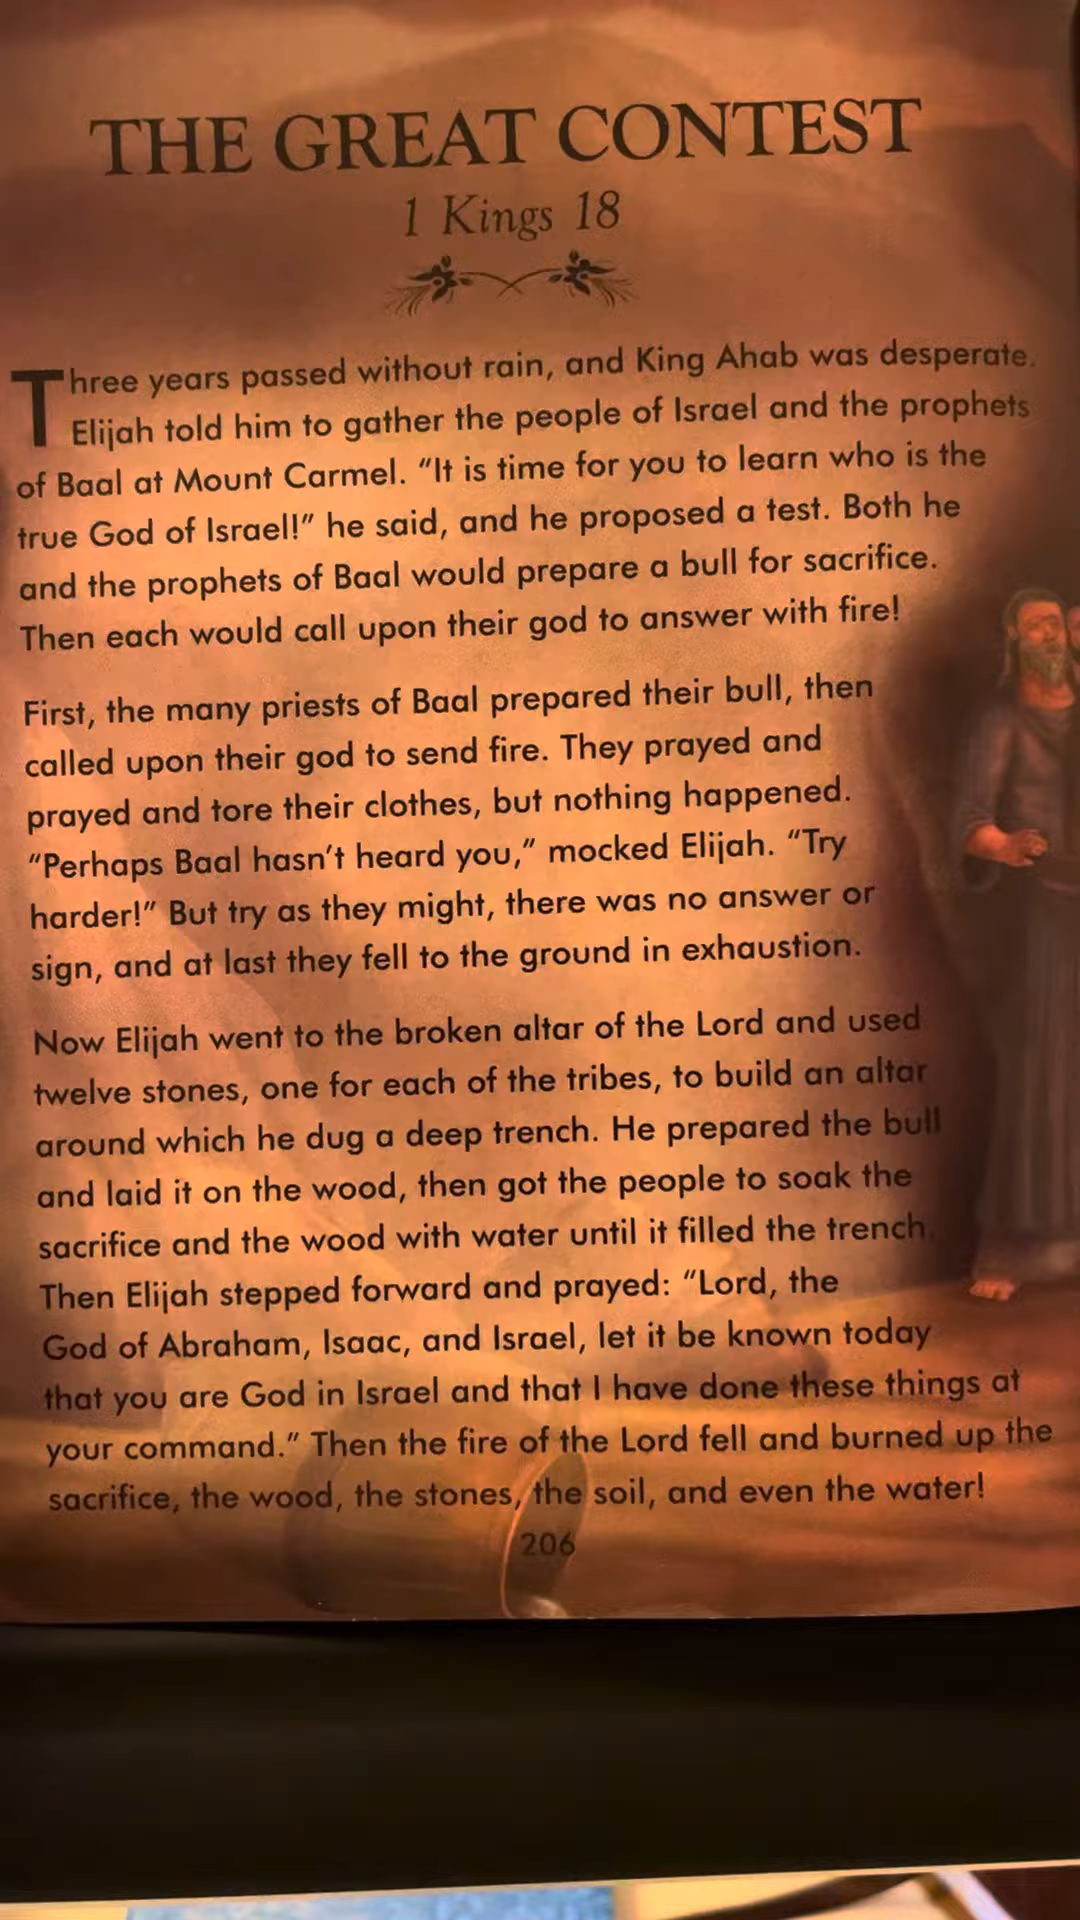 THE GREAT CONTEST
1 Kings 18
Three years passed without rain, and King Ahab was desperate.
Elijah told him to gather the people of Israel and the prophets
of Baal at Mount Carmel. “It is time for you to learn who is the
true God of Israel!” he said, and he proposed a test. Both he
and the prophets of Baal would prepare a bull for sacrifice.
Then each would call upon their god to answer with fire!
First, the many priests of Baal prepared their bull, then
called upon their god to send fire. They prayed and
prayed and tore their clothes, but nothing happened.
“Perhaps Baal hasn’t heard you,” mocked Elijah. “Try
harder!” But try as they might, there was no answer or
sign, and at last they fell to the ground in exhaustion.
Now Elijah went to the broken altar of the Lord and used
twelve stones, one for each of the tribes, to build an altar
around which he dug a deep trench. He prepared the bull
and laid it on the wood, then got the people to soak the
sacrifice and the wood with water until it filled the trench.
Then Elijah stepped forward and prayed: “Lord, the
God of Abraham, Isaac, and Israel, let it be known today
that you are God in Israel and that I have done these things at
your command.” Then the fire of the Lord fell and burned up the
sacrifice, the wood, the stones, the soil, and even the water!
206